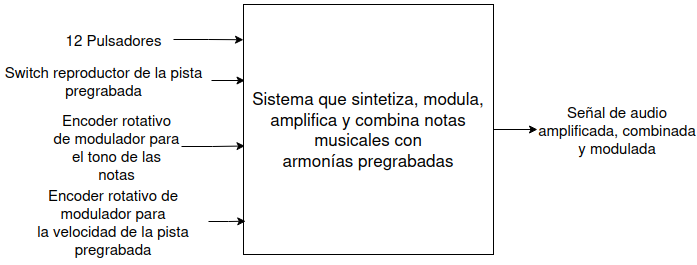 12 Pulsadores
Switch reproductor de la pista
pregrabada
Encoder rotativo
de modulador para
el tono de las
notas
Encoder rotativo de
modulador para
la velocidad de la pista
pregrabada
Sistema que sintetiza, modula,
amplifica y combina notas
musicales con
armonías pregrabadas
Señal de audio
amplificada, combinada
y modulada